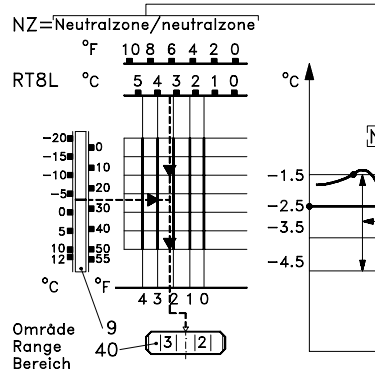 NZ=Neutralzone/neutralzone
°F 10 8 6 4 2 0
RT8L °C 5 4 3 2 1 0
°C
-20
0
-15
-10
10
-5
20
0
30
5
40
10 50
12 55
°C °F
4 3 2 1 0
N
-1.5
-2.5
-3.5
-4.5
Område
Range
Bereich
9
40
3 2